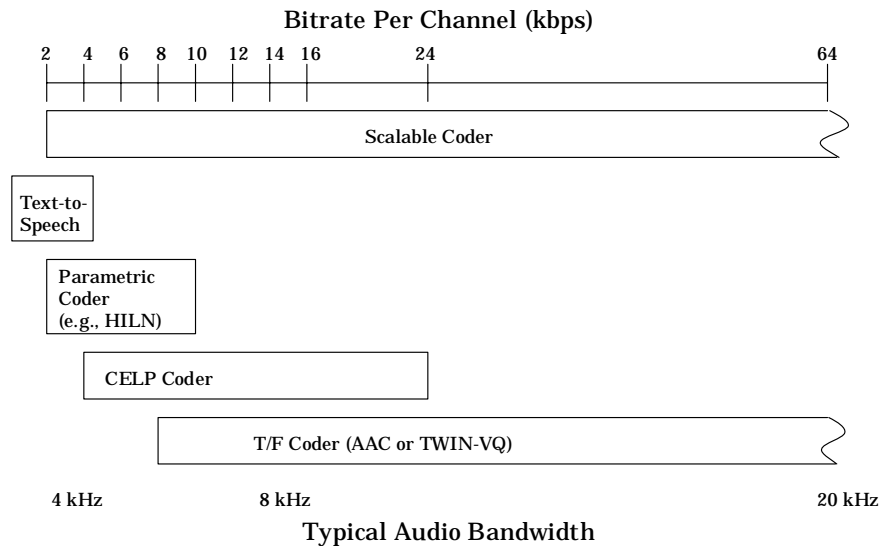 Bitrate Per Channel (kbps)
2 4 6 8 10 12 14 16 24 64
Scalable Coder
Text-to-
Speech
Parametric
Coder
(e.g., HILN)
CELP Coder
T/F Coder (AAC or TWIN-VQ)
4 kHz 8 kHz 20 kHz
Typical Audio Bandwidth